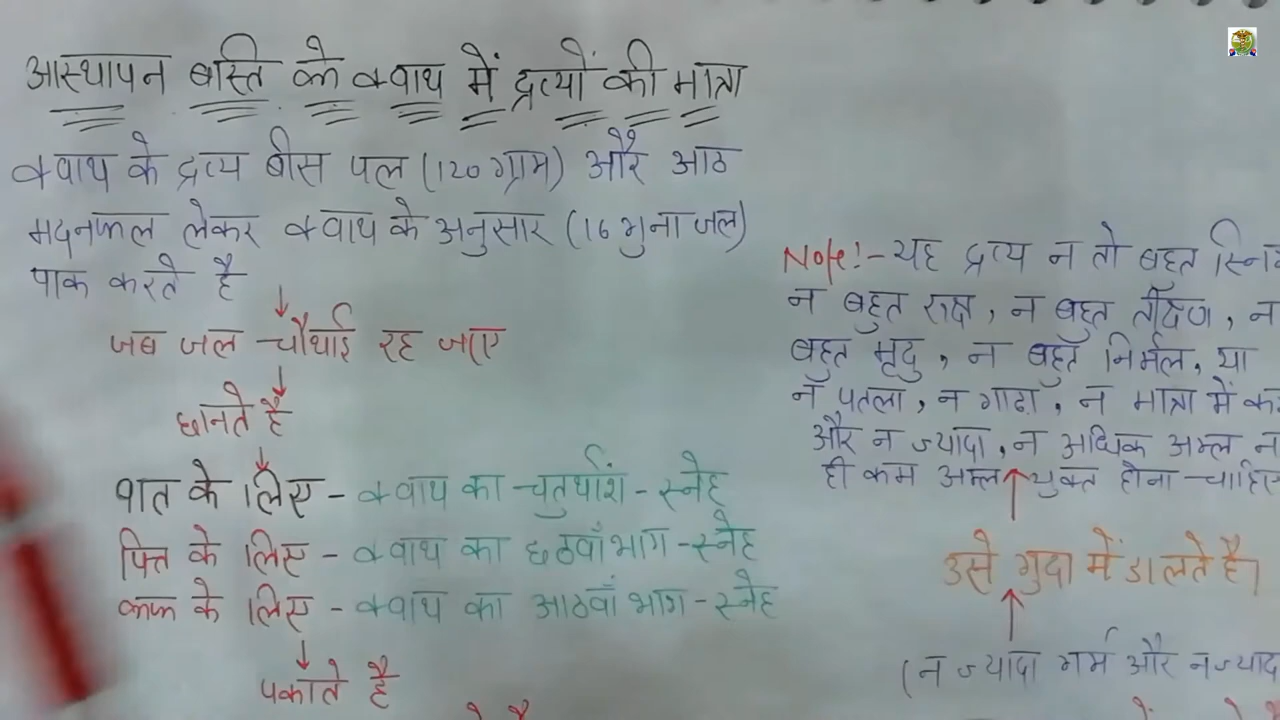 आस्थापन बस्ति के क्वाथ में द्रव्यों की मात्रा
क्वाथ के द्रव्य बीस पल (120 ग्राम) और आठ
मदनफल लेकर क्वाथ के अनुसार (16 गुना जल)
पाक करते है
↓
जब जल चौथाई रह जाए
↓
छानते है
↓
वात के लिए - क्वाथ का चतुर्थांश - स्नेह
पित्त के लिए - क्वाथ का छठवाँ भाग - स्नेह
कफ के लिए - क्वाथ का आठवाँ भाग - स्नेह
↓
पकाते है
Note:- यह द्रव्य न तो बहुत
न बहुत रुक्ष, न बहुत तीक्षण, न
बहुत मृदु, न बहुत निर्मल, या
न पतला, न गाढा, न मात्रा में
और न ज्यादा, न अधिक अम्ल न
ही कम अम्ल युक्त होना
↑
उसे गुदा में डालते है।
↑
(न ज्यादा गर्म और न